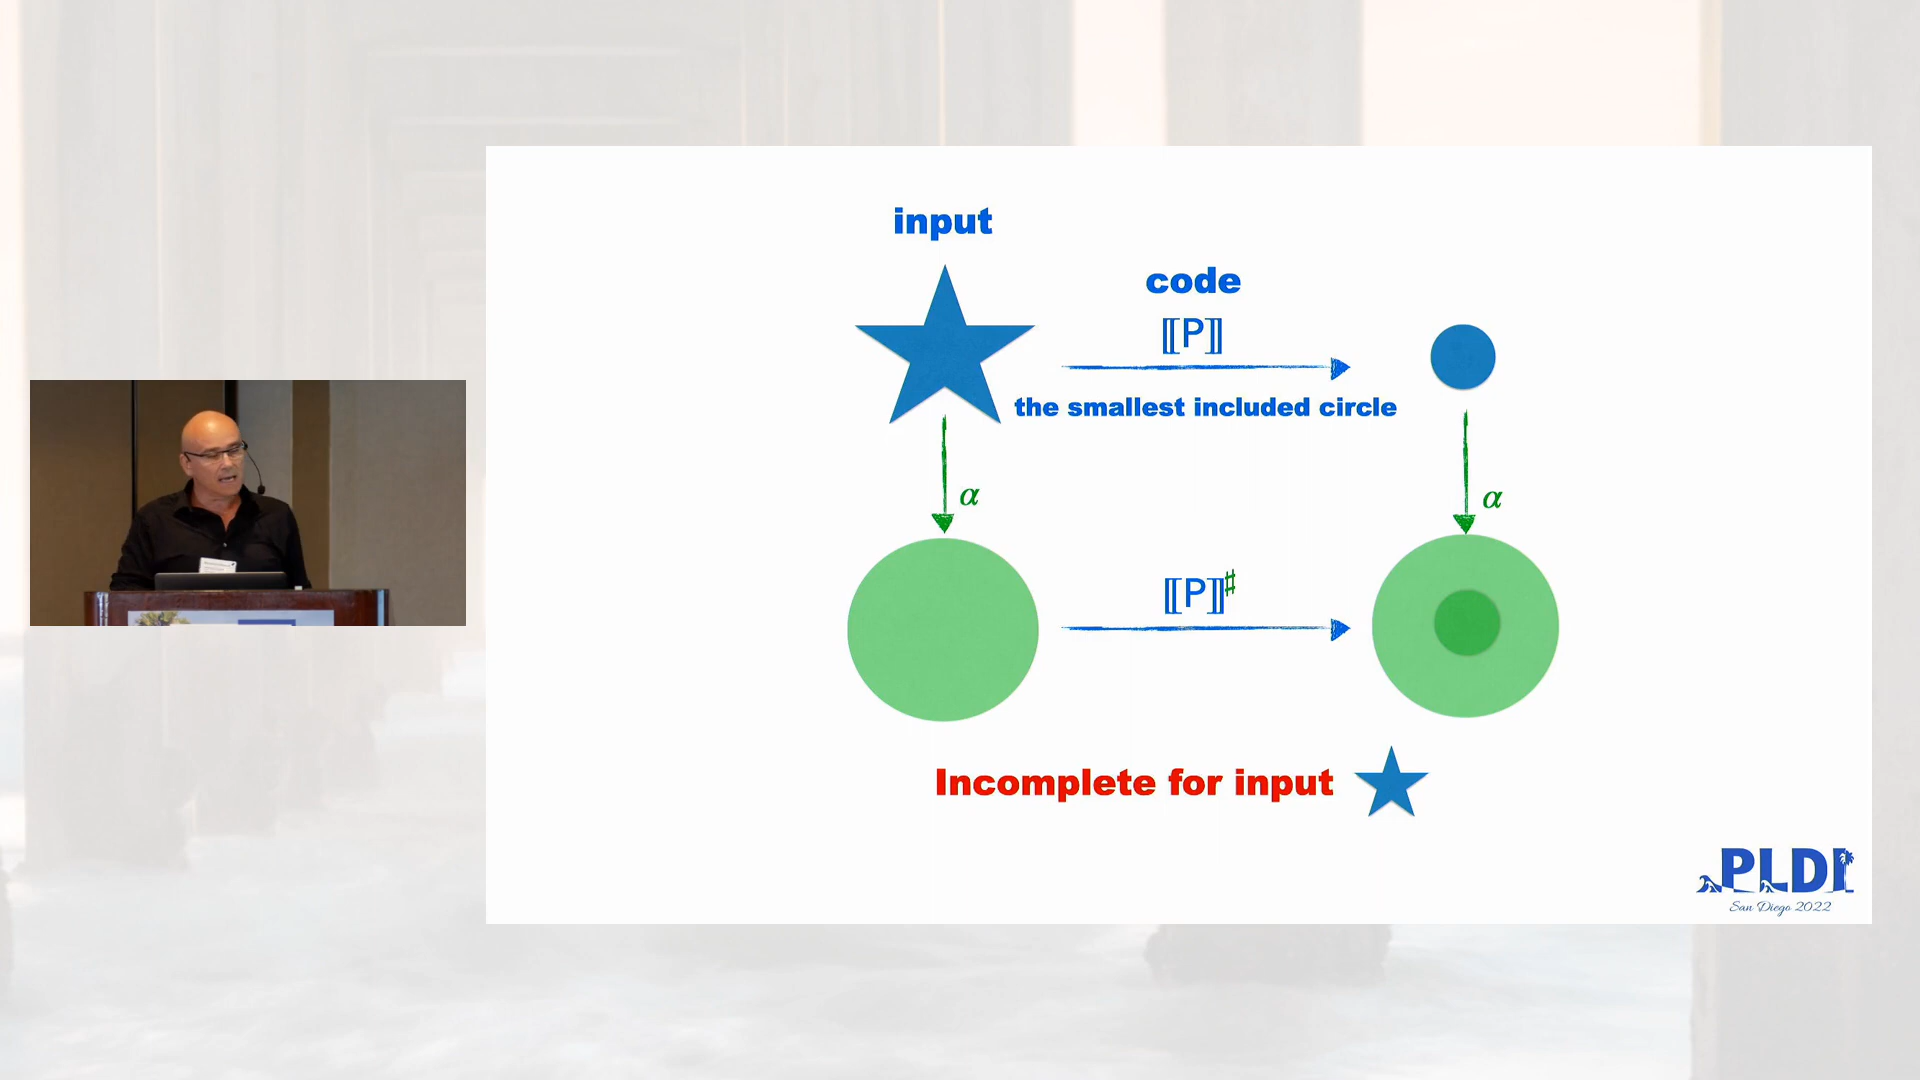 input
code
⟦P⟧
the smallest included circle
α
α
⟦P⟧♯
Incomplete for input
PLDI
San Diego 2022